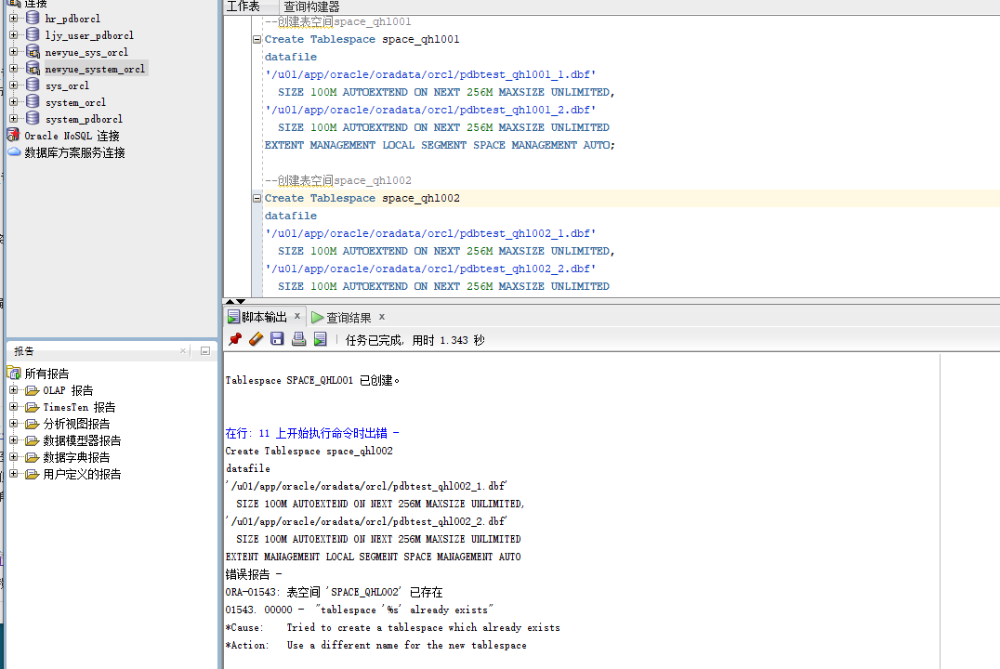 连接
hr_pdborcl
ljy_user_pdborcl
newyue_sys_orcl
newyue_system_orcl
sys_orcl
system_orcl
system_pdborcl
Oracle NoSQL 连接
数据库方案服务连接
报告
所有报告
OLAP 报告
TimesTen 报告
分析视图报告
数据模型器报告
数据字典报告
用户定义的报告
工作表 查询构建器
--创建表空间space_qhl001
Create Tablespace space_qhl001
datafile
'/u01/app/oracle/oradata/orcl/pdbtest_qhl001_1.dbf'
SIZE 100M AUTOEXTEND ON NEXT 256M MAXSIZE UNLIMITED,
'/u01/app/oracle/oradata/orcl/pdbtest_qhl001_2.dbf'
SIZE 100M AUTOEXTEND ON NEXT 256M MAXSIZE UNLIMITED
EXTENT MANAGEMENT LOCAL SEGMENT SPACE MANAGEMENT AUTO;
--创建表空间space_qhl002
Create Tablespace space_qhl002
datafile
'/u01/app/oracle/oradata/orcl/pdbtest_qhl002_1.dbf'
SIZE 100M AUTOEXTEND ON NEXT 256M MAXSIZE UNLIMITED,
'/u01/app/oracle/oradata/orcl/pdbtest_qhl002_2.dbf'
SIZE 100M AUTOEXTEND ON NEXT 256M MAXSIZE UNLIMITED
脚本输出 × 查询结果 ×
任务已完成, 用时 1.343 秒
Tablespace SPACE_QHL001 已创建。
在行: 11 上开始执行命令时出错 -
Create Tablespace space_qhl002
datafile
'/u01/app/oracle/oradata/orcl/pdbtest_qhl002_1.dbf'
SIZE 100M AUTOEXTEND ON NEXT 256M MAXSIZE UNLIMITED,
'/u01/app/oracle/oradata/orcl/pdbtest_qhl002_2.dbf'
SIZE 100M AUTOEXTEND ON NEXT 256M MAXSIZE UNLIMITED
EXTENT MANAGEMENT LOCAL SEGMENT SPACE MANAGEMENT AUTO
错误报告 -
ORA-01543: 表空间 'SPACE_QHL002' 已存在
01543. 00000 - "tablespace '%s' already exists"
*Cause: Tried to create a tablespace which already exists
*Action: Use a different name for the new tablespace